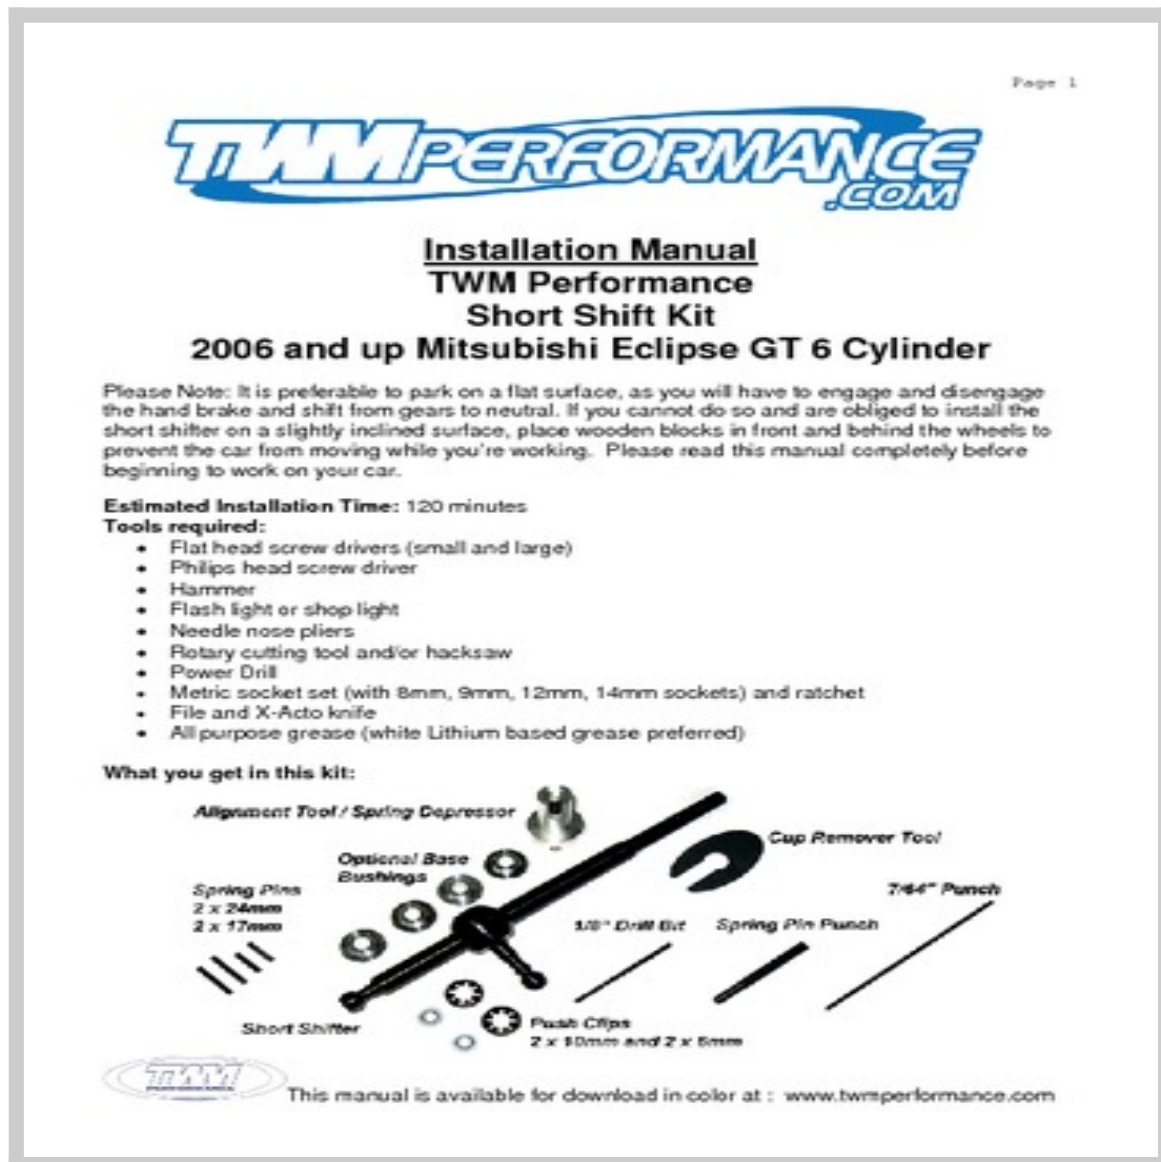 Page 1
TWMPERFORMANCE
.COM
Installation Manual
TWM Performance
Short Shift Kit
2006 and up Mitsubishi Eclipse GT 6 Cylinder
Please Note: It is preferable to park on a flat surface, as you will have to engage and disengage
the hand brake and shift from gears to neutral. If you cannot do so and are obliged to install the
short shifter on a slightly inclined surface, place wooden blocks in front and behind the wheels to
prevent the car from moving while you're working. Please read this manual completely before
beginning to work on your car.
Estimated Installation Time: 120 minutes
Tools required:
• Flat head screw drivers (small and large)
• Philips head screw driver
• Hammer
• Flash light or shop light
• Needle nose pliers
• Rotary cutting tool and/or hacksaw
• Power Drill
• Metric socket set (with 8mm, 9mm, 12mm, 14mm sockets) and ratchet
• File and X-Acto knife
• All purpose grease (white Lithium based grease preferred)
What you get in this kit:
Alignment Tool / Spring Depressor
Cup Remover Tool
Optional Base
Bushings
Spring Pins
2 x 24mm
2 x 17mm
7/64" Punch
1/8" Drill Bit
Spring Pin Punch
Short Shifter
Push Clips
2 x 10mm and 2 x 5mm
TWM
PERFORMANCE
This manual is available for download in color at : www.twmperformance.com